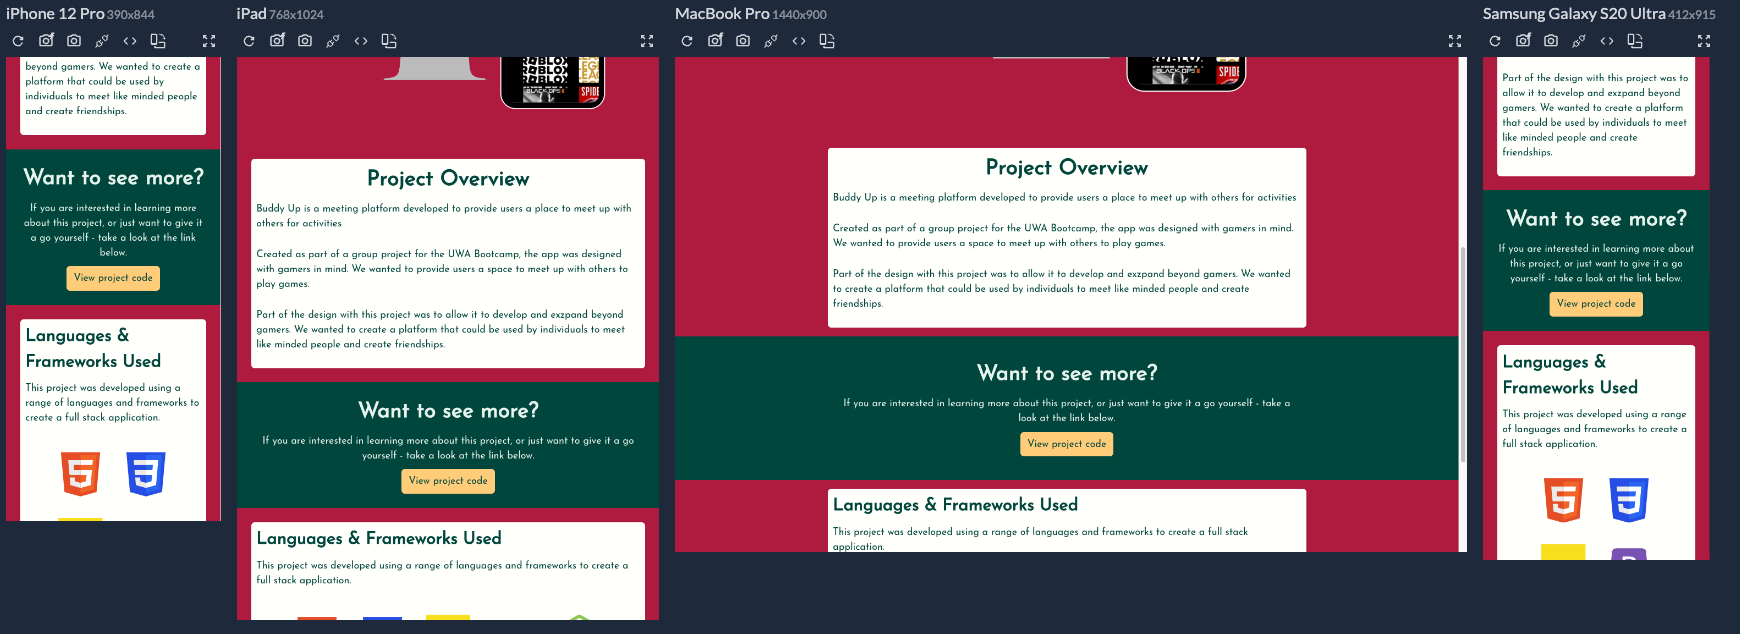 iPhone 12 Pro 390x844
beyond gamers. We wanted to create a
platform that could be used by
individuals to meet like minded people
and create friendships.
Want to see more?
If you are interested in learning more
about this project, or just want to give it
a go yourself - take a look at the link
below.
View project code
Languages &
Frameworks Used
This project was developed using a
range of languages and frameworks to
create a full stack application.
iPad 768x1024
BLACK OPS II
SPIDE
Project Overview
Buddy Up is a meeting platform developed to provide users a place to meet up with
others for activities
Created as part of a group project for the UWA Bootcamp, the app was designed
with gamers in mind. We wanted to provide users a space to meet up with others to
play games.
Part of the design with this project was to allow it to develop and exzpand beyond
gamers. We wanted to create a platform that could be used by individuals to meet
like minded people and create friendships.
Want to see more?
If you are interested in learning more about this project, or just want to give it a go
yourself - take a look at the link below.
View project code
Languages & Frameworks Used
This project was developed using a range of languages and frameworks to create a
full stack application.
MacBook Pro 1440x900
BLACK OPS II
SPIDE
Project Overview
Buddy Up is a meeting platform developed to provide users a place to meet up with others for activities
Created as part of a group project for the UWA Bootcamp, the app was designed with gamers in mind.
We wanted to provide users a space to meet up with others to play games.
Part of the design with this project was to allow it to develop and exzpand beyond gamers. We wanted
to create a platform that could be used by individuals to meet like minded people and create
friendships.
Want to see more?
If you are interested in learning more about this project, or just want to give it a go yourself - take a
look at the link below.
View project code
Languages & Frameworks Used
This project was developed using a range of languages and frameworks to create a full stack
application.
Samsung Galaxy S20 Ultra 412x915
Part of the design with this project was to
allow it to develop and exzpand beyond
gamers. We wanted to create a platform
that could be used by individuals to meet
like minded people and create
friendships.
Want to see more?
If you are interested in learning more about
this project, or just want to give it a go
yourself - take a look at the link below.
View project code
Languages &
Frameworks Used
This project was developed using a range
of languages and frameworks to create a
full stack application.